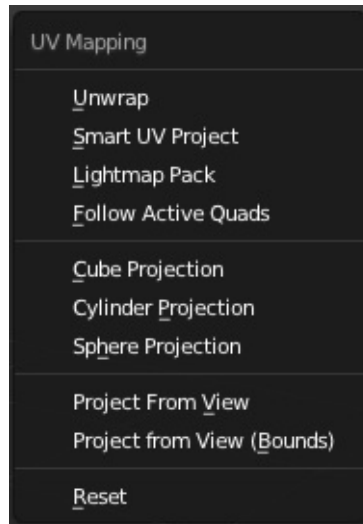 UV Mapping
Unwrap
Smart UV Project
Lightmap Pack
Follow Active Quads
Cube Projection
Cylinder Projection
Sphere Projection
Project From View
Project from View (Bounds)
Reset